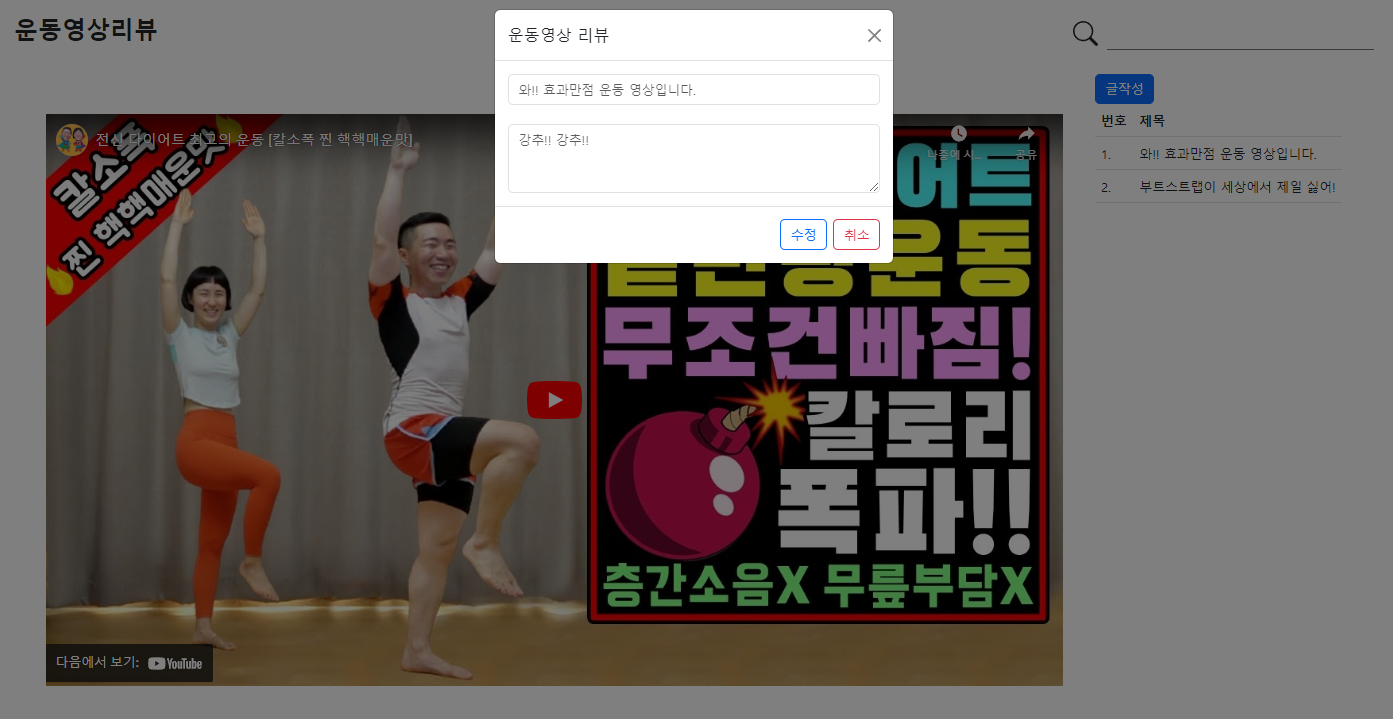 운동영상리뷰
운동영상 리뷰
와!! 효과만점 운동 영상입니다.
강추!! 강추!!
수정
취소
글작성
번호 제목
1. 와!! 효과만점 운동 영상입니다.
2. 부트스트랩이 세상에서 제일 싫어!
전신 다이어트 최고의 운동 [칼소폭 찐 핵핵매운맛]
나중에 시...
공유
칼소폭
찐 핵핵매운맛
어트
무조건빠짐!
칼로리
폭파!!
층간소음X 무릎부담X
다음에서 보기: YouTube